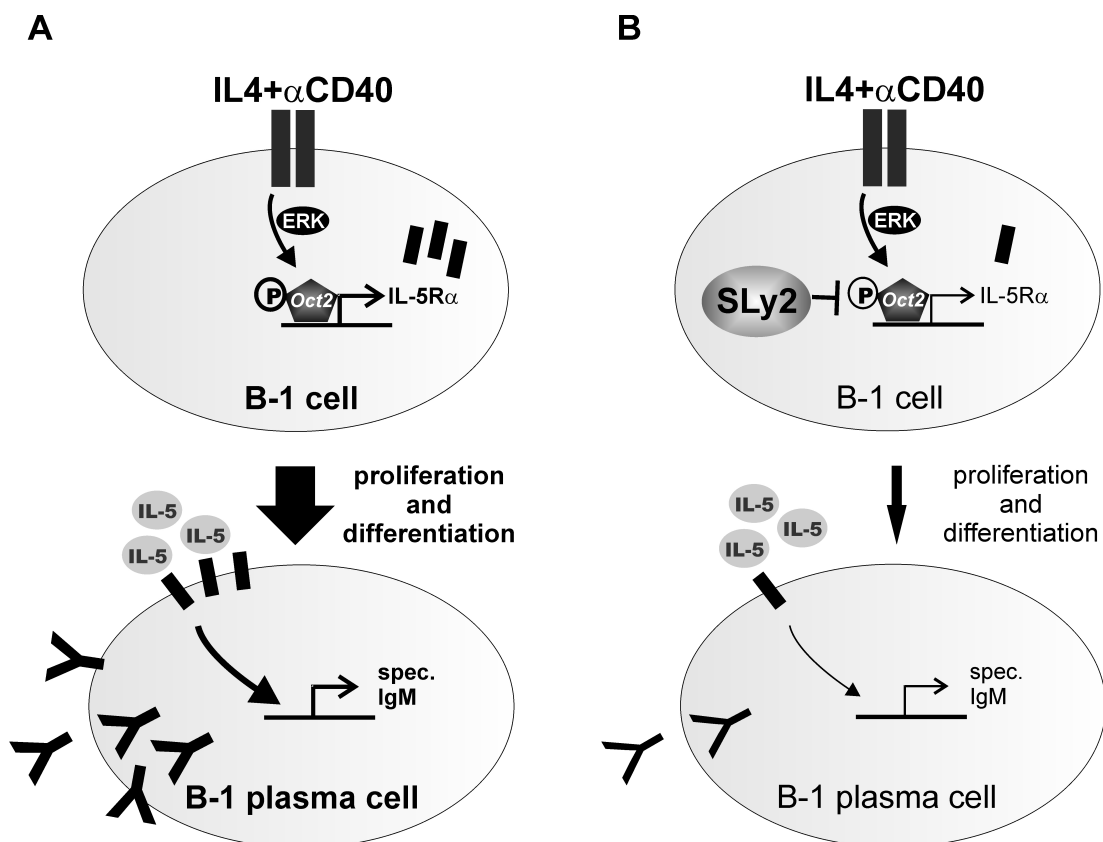 A
IL4+αCD40
ERK
P
Oct2
IL-5Rα
B-1 cell
proliferation
and
differentiation
IL-5
IL-5
IL-5
spec.
IgM
B-1 plasma cell
B
IL4+αCD40
ERK
SLy2
P
Oct2
IL-5Rα
B-1 cell
proliferation
and
differentiation
IL-5
IL-5
IL-5
spec.
IgM
B-1 plasma cell